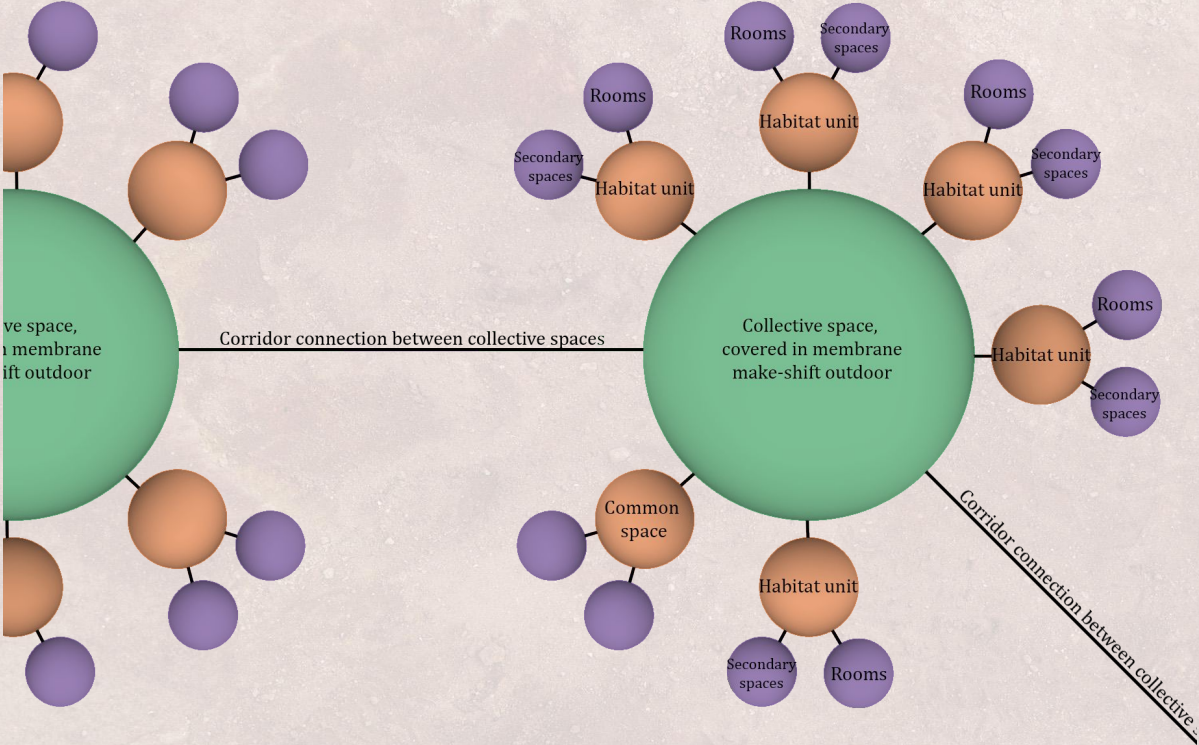 Rooms
Secondary
spaces
Habitat unit
Rooms
Secondary
spaces
Habitat unit
Rooms
Secondary
spaces
Habitat unit
Collective space,
covered in membrane
make-shift outdoor
Rooms
Secondary
spaces
Habitat unit
Common
space
Habitat unit
Secondary
spaces
Rooms
Corridor connection between collective spaces
Corridor connection between collective
space,
membrane
outdoor